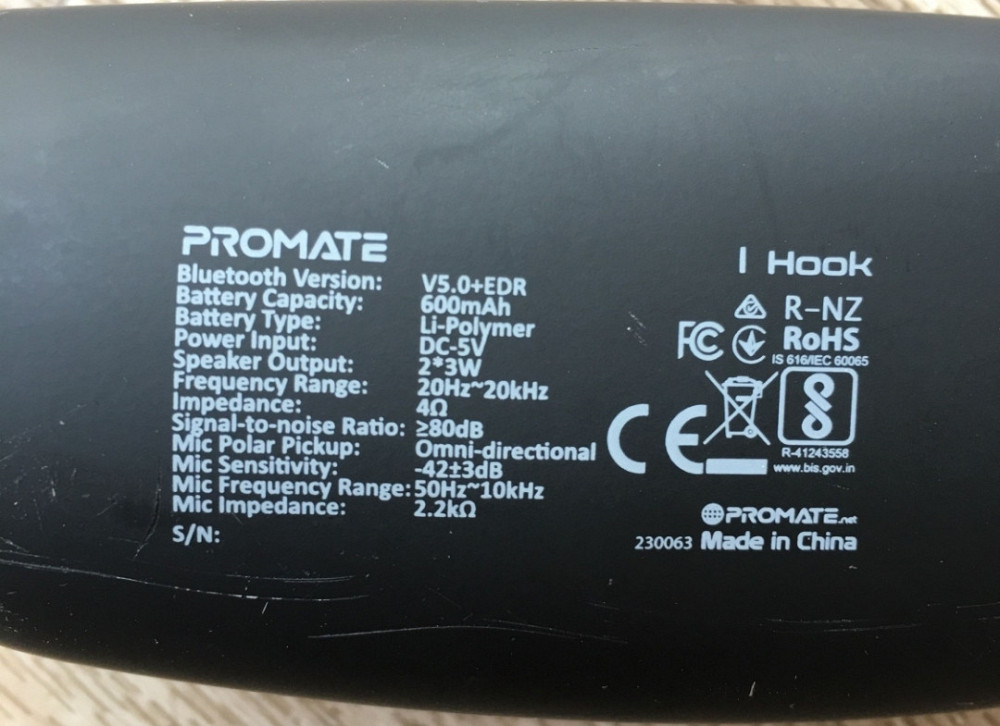 PROMATE
Bluetooth Version: V5.0+EDR
Battery Capacity: 600mAh
Battery Type: Li-Polymer
Power Input: DC-5V
Speaker Output: 2*3W
Frequency Range: 20Hz~20kHz
Impedance: 4Ω
Signal-to-noise Ratio: ≥80dB
Mic Polar Pickup: Omni-directional
Mic Sensitivity: -42±3dB
Mic Frequency Range: 50Hz~10kHz
Mic Impedance: 2.2kΩ
S/N:
I Hook
R-NZ
FC RoHS
IS 616/IEC 60065
CE
R-41243558
www.bis.gov.in
PROMATE.net
230063 Made in China